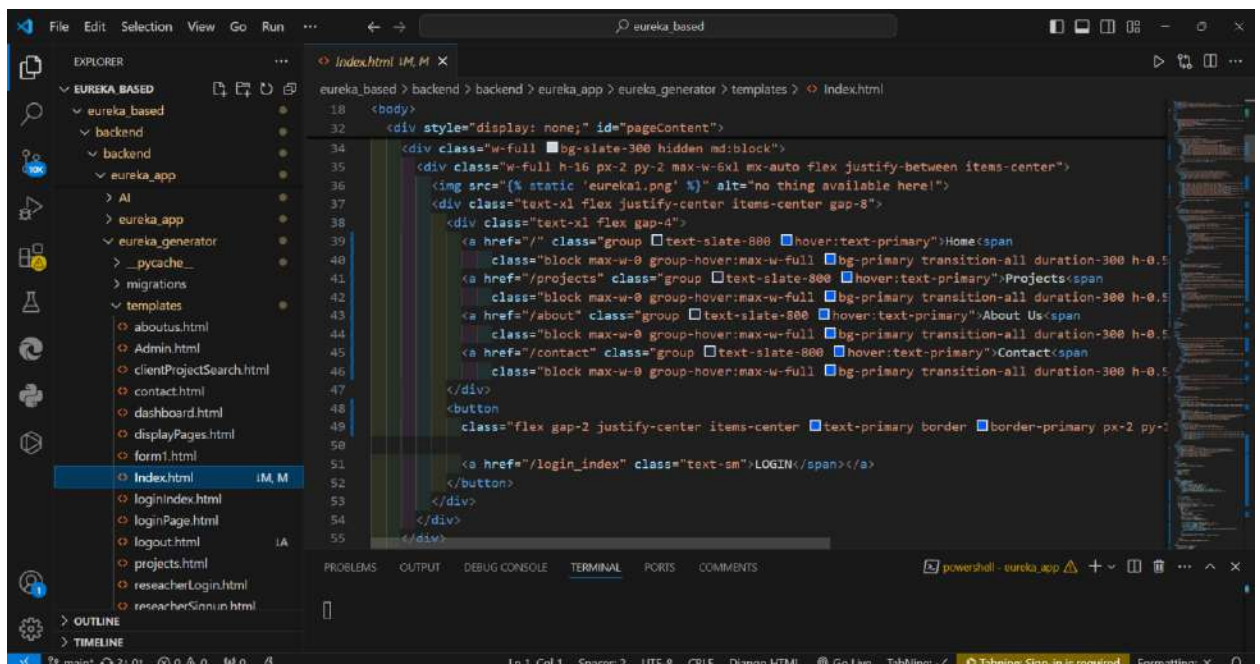 File Edit Selection View Go Run ··· eureka_based
EXPLORER ···
EUREKA_BASED
eureka_based
backend
backend
eureka_app
AI
eureka_app
eureka_generator
__pycache__
migrations
templates
aboutus.html
Admin.html
clientProjectSearch.html
contact.html
dashboard.html
displayPages.html
form1.html
Index.html ↓M, M
loginIndex.html
loginPage.html
logout.html ↓A
projects.html
reseacherLogin.html
reseacherSignup.html
OUTLINE
TIMELINE
10K
1
Index.html ↓M, M
eureka_based > backend > backend > eureka_app > eureka_generator > templates > Index.html
18 <body>
32 <div style="display: none;" id="pageContent">
34 <div class="w-full bg-slate-300 hidden md:block">
35 <div class="w-full h-16 px-2 py-2 max-w-6xl mx-auto flex justify-between items-center">
36 <img src="{% static 'eureka1.png' %}" alt="no thing available here!">
37 <div class="text-xl flex justify-center items-center gap-8">
38 <div class="text-xl flex gap-4">
39 <a href="/" class="group text-slate-800 hover:text-primary">Home<span
40 class="block max-w-0 group-hover:max-w-full bg-primary transition-all duration-300 h-0.5
41 <a href="/projects" class="group text-slate-800 hover:text-primary">Projects<span
42 class="block max-w-0 group-hover:max-w-full bg-primary transition-all duration-300 h-0.5
43 <a href="/about" class="group text-slate-800 hover:text-primary">About Us<span
44 class="block max-w-0 group-hover:max-w-full bg-primary transition-all duration-300 h-0.5
45 <a href="/contact" class="group text-slate-800 hover:text-primary">Contact<span
46 class="block max-w-0 group-hover:max-w-full bg-primary transition-all duration-300 h-0.5
47 </div>
48 <button
49 class="flex gap-2 justify-center items-center text-primary border border-primary px-2 py-
50
51 <a href="/login_index" class="text-sm">LOGIN</span></a>
52 </button>
53 </div>
54 </div>
55 </div>
PROBLEMS OUTPUT DEBUG CONSOLE TERMINAL PORTS COMMENTS powershell - eureka_app
Ln 1, Col 1 Spaces: 2 UTF-8 CRLF Django HTML Go Live Tabnine: Sign-in is required Formatting: X